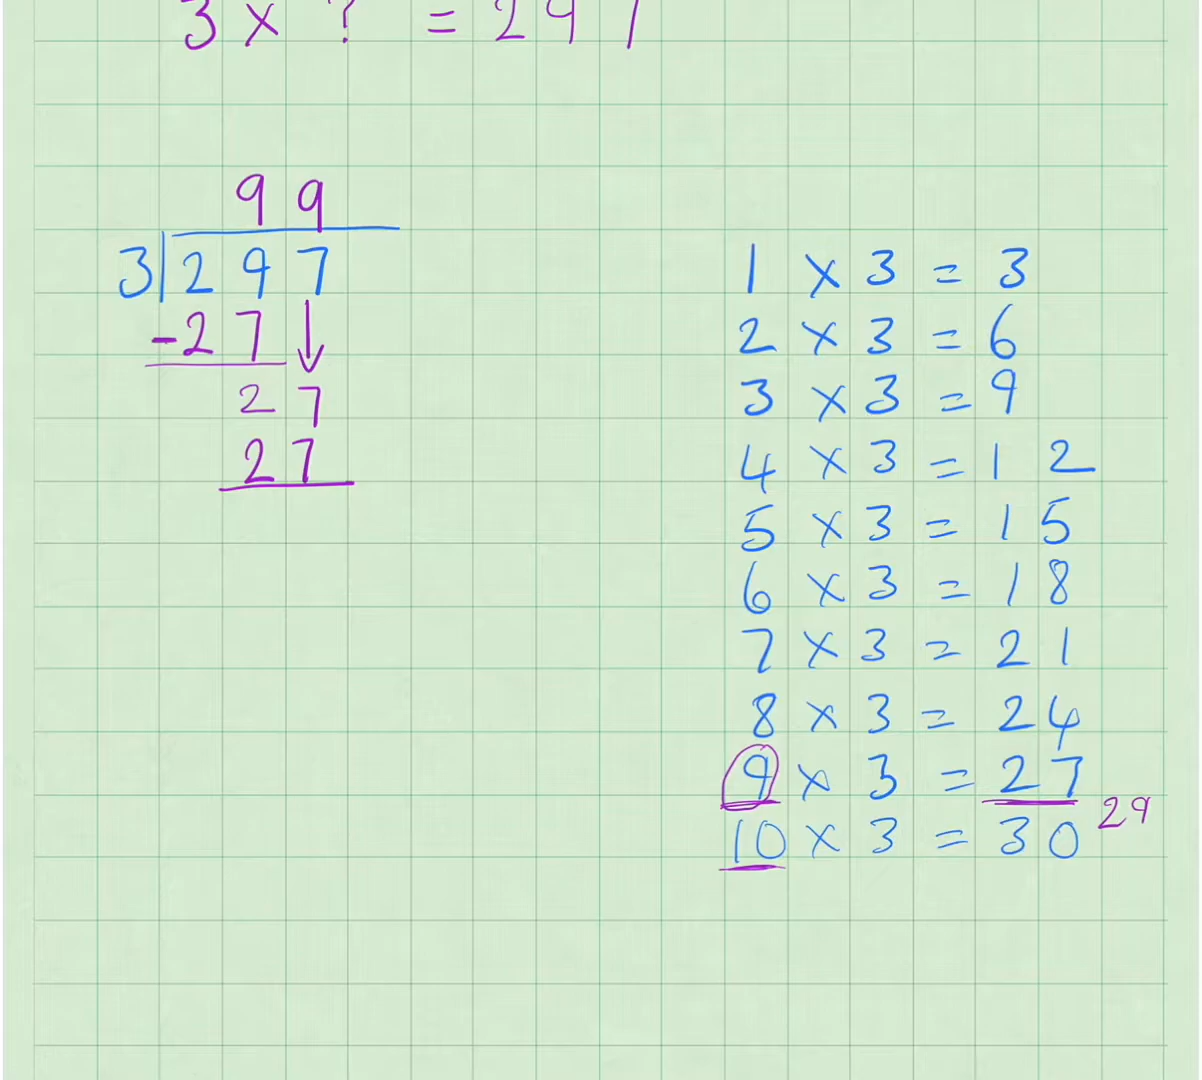 3 × ? = 297
99
3 297
-27
27
27
1 × 3 = 3
2 × 3 = 6
3 × 3 = 9
4 × 3 = 12
5 × 3 = 15
6 × 3 = 18
7 × 3 = 21
8 × 3 = 24
9 × 3 = 27
29
10 × 3 = 30